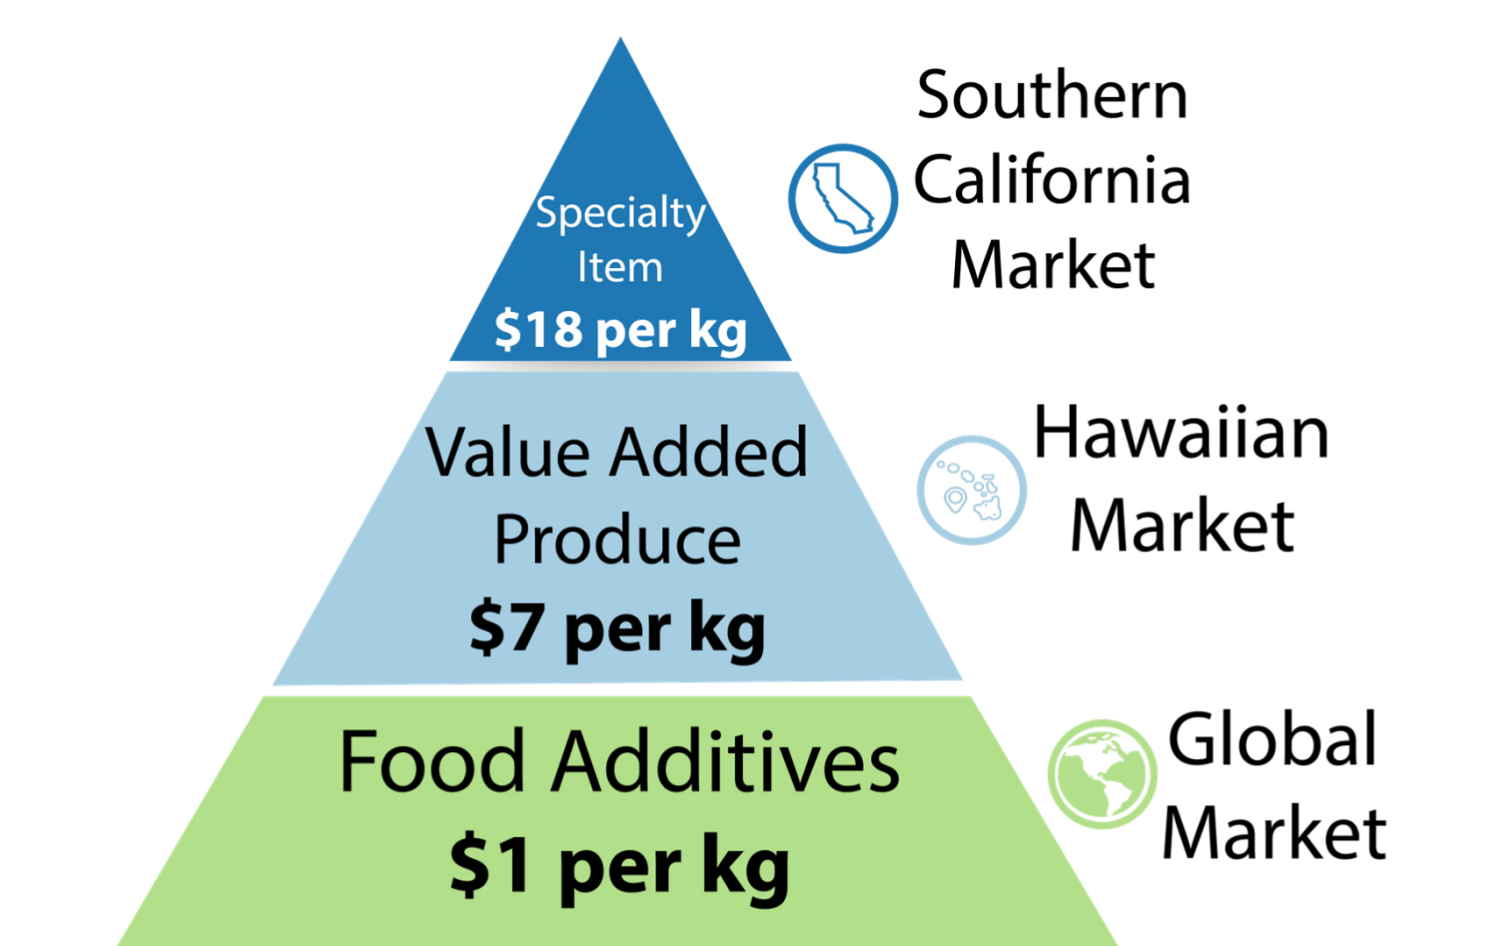 Specialty
Item
$18 per kg
Southern
California
Market
Value Added
Produce
$7 per kg
Hawaiian
Market
Food Additives
$1 per kg
Global
Market